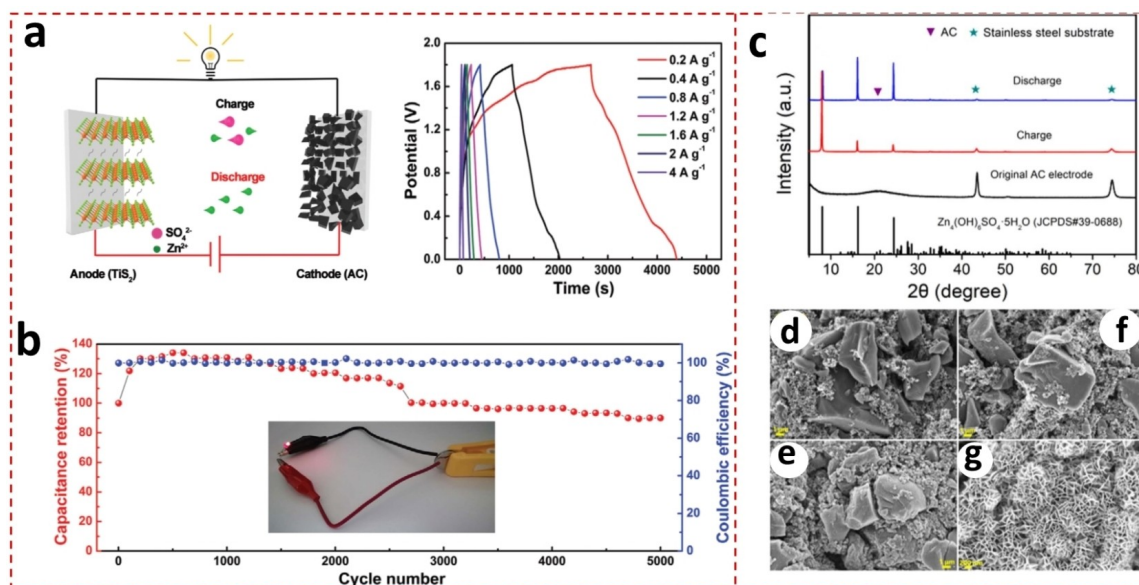 a
Charge
Discharge
SO₄²⁻
Zn²⁺
Anode (TiS₂)
Cathode (AC)
Potential (V)
2.0
1.6
1.2
0.8
0.4
0.0
0 1000 2000 3000 4000 5000
Time (s)
0.2 A g⁻¹
0.4 A g⁻¹
0.8 A g⁻¹
1.2 A g⁻¹
1.6 A g⁻¹
2 A g⁻¹
4 A g⁻¹
b
Capacitance retention (%)
140
120
100
80
60
40
20
0
Coulombic efficiency (%)
100
80
60
40
20
0
0 1000 2000 3000 4000 5000
Cycle number
c
AC Stainless steel substrate
Discharge
Charge
Original AC electrode
Zn₄(OH)₆SO₄·5H₂O (JCPDS#39-0688)
Intensity (a.u.)
10 20 30 40 50 60 70 80
2θ (degree)
d
f
e
g